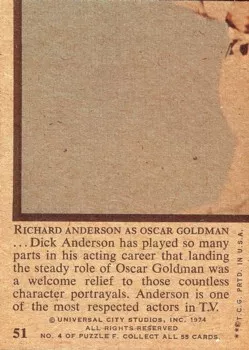 RICHARD ANDERSON AS OSCAR GOLDMAN
...Dick Anderson has played so many
parts in his acting career that landing
the steady role of Oscar Goldman was
a welcome relief to those countless
character portrayals. Anderson is one
of the most respected actors in T.V.
© UNIVERSAL CITY STUDIOS, INC. 1974
ALL RIGHTS RESERVED
51
NO. 4 OF PUZZLE F. COLLECT ALL 55 CARDS.
T.C.G. PRTD. IN U.S.A.